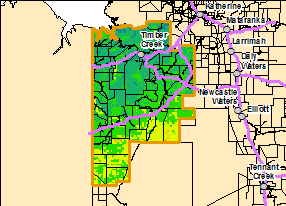 Katherine
Mataranka
Timber
Creek
Larrimah
Daly
Waters
Newcastle
Waters
Elliott
Tennant
Creek